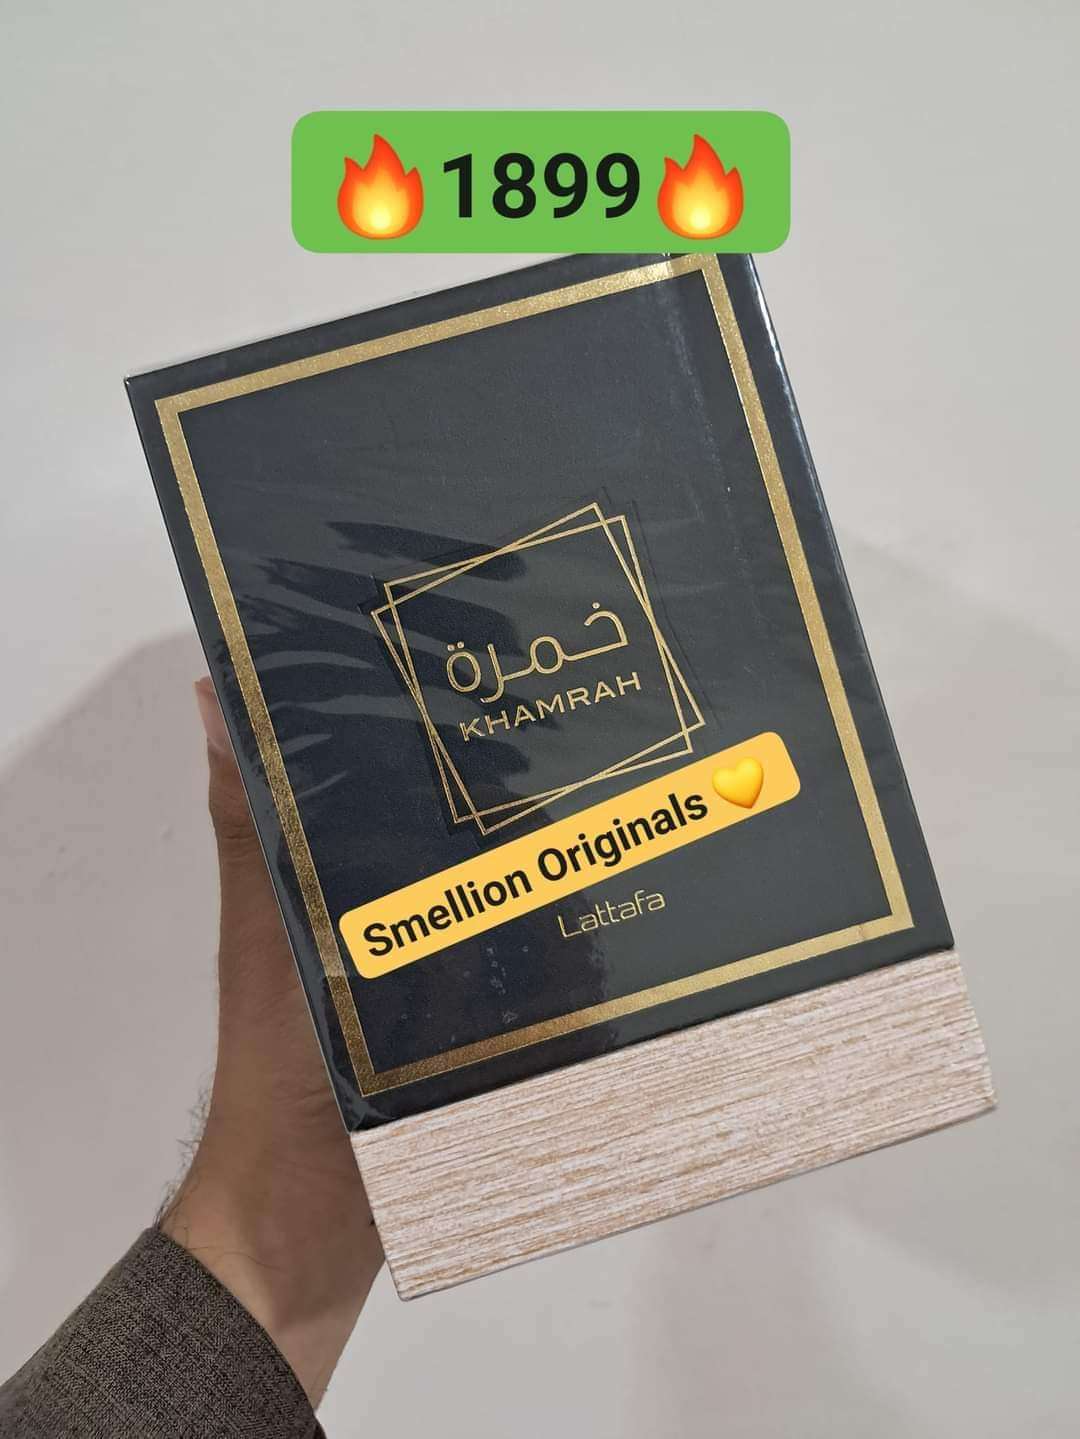 🔥1899🔥
خمرة
KHAMRAH
Smellion Originals 💛
Lattafa